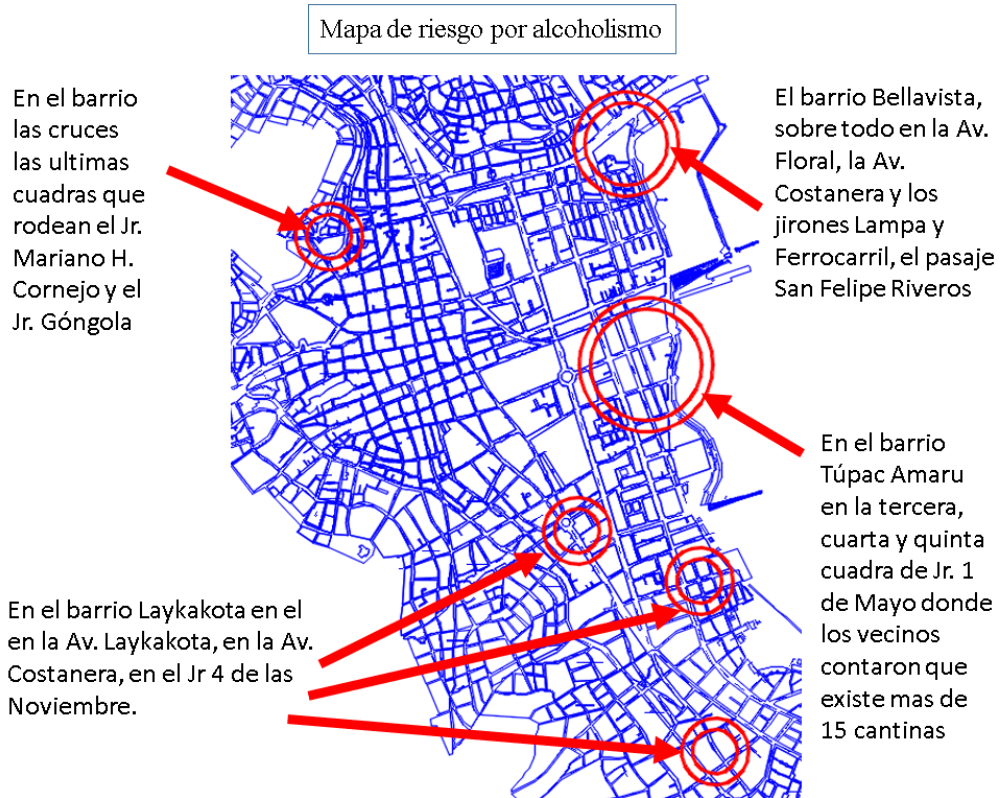 Mapa de riesgo por alcoholismo
En el barrio
las cruces
las ultimas
cuadras que
rodean el Jr.
Mariano H.
Cornejo y el
Jr. Góngola
El barrio Bellavista,
sobre todo en la Av.
Floral, la Av.
Costanera y los
jirones Lampa y
Ferrocarril, el pasaje
San Felipe Riveros
En el barrio
Túpac Amaru
en la tercera,
cuarta y quinta
cuadra de Jr. 1
de Mayo donde
los vecinos
contaron que
existe mas de
15 cantinas
En el barrio Laykakota en el
en la Av. Laykakota, en la Av.
Costanera, en el Jr 4 de las
Noviembre.